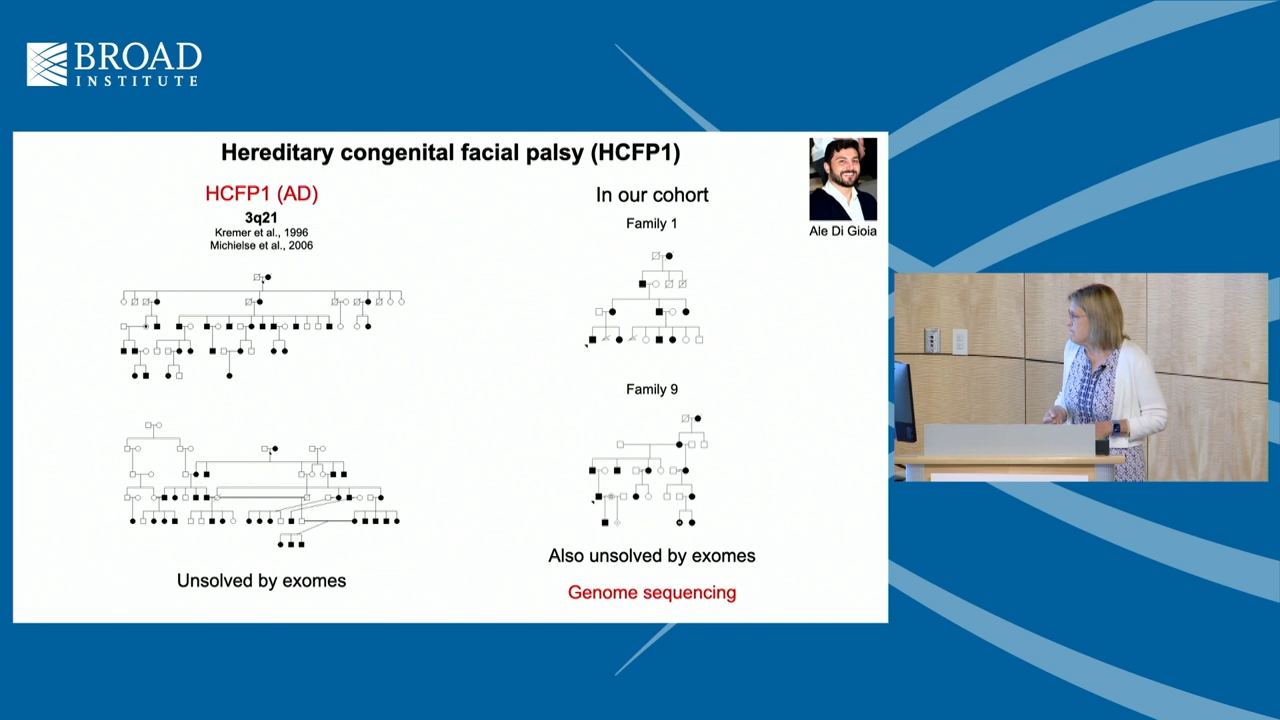 BROAD
INSTITUTE
Hereditary congenital facial palsy (HCFP1)
HCFP1 (AD)
3q21
Kremer et al., 1996
Michielse et al., 2006
Unsolved by exomes
In our cohort
Family 1
Family 9
Also unsolved by exomes
Genome sequencing
Ale Di Gioia